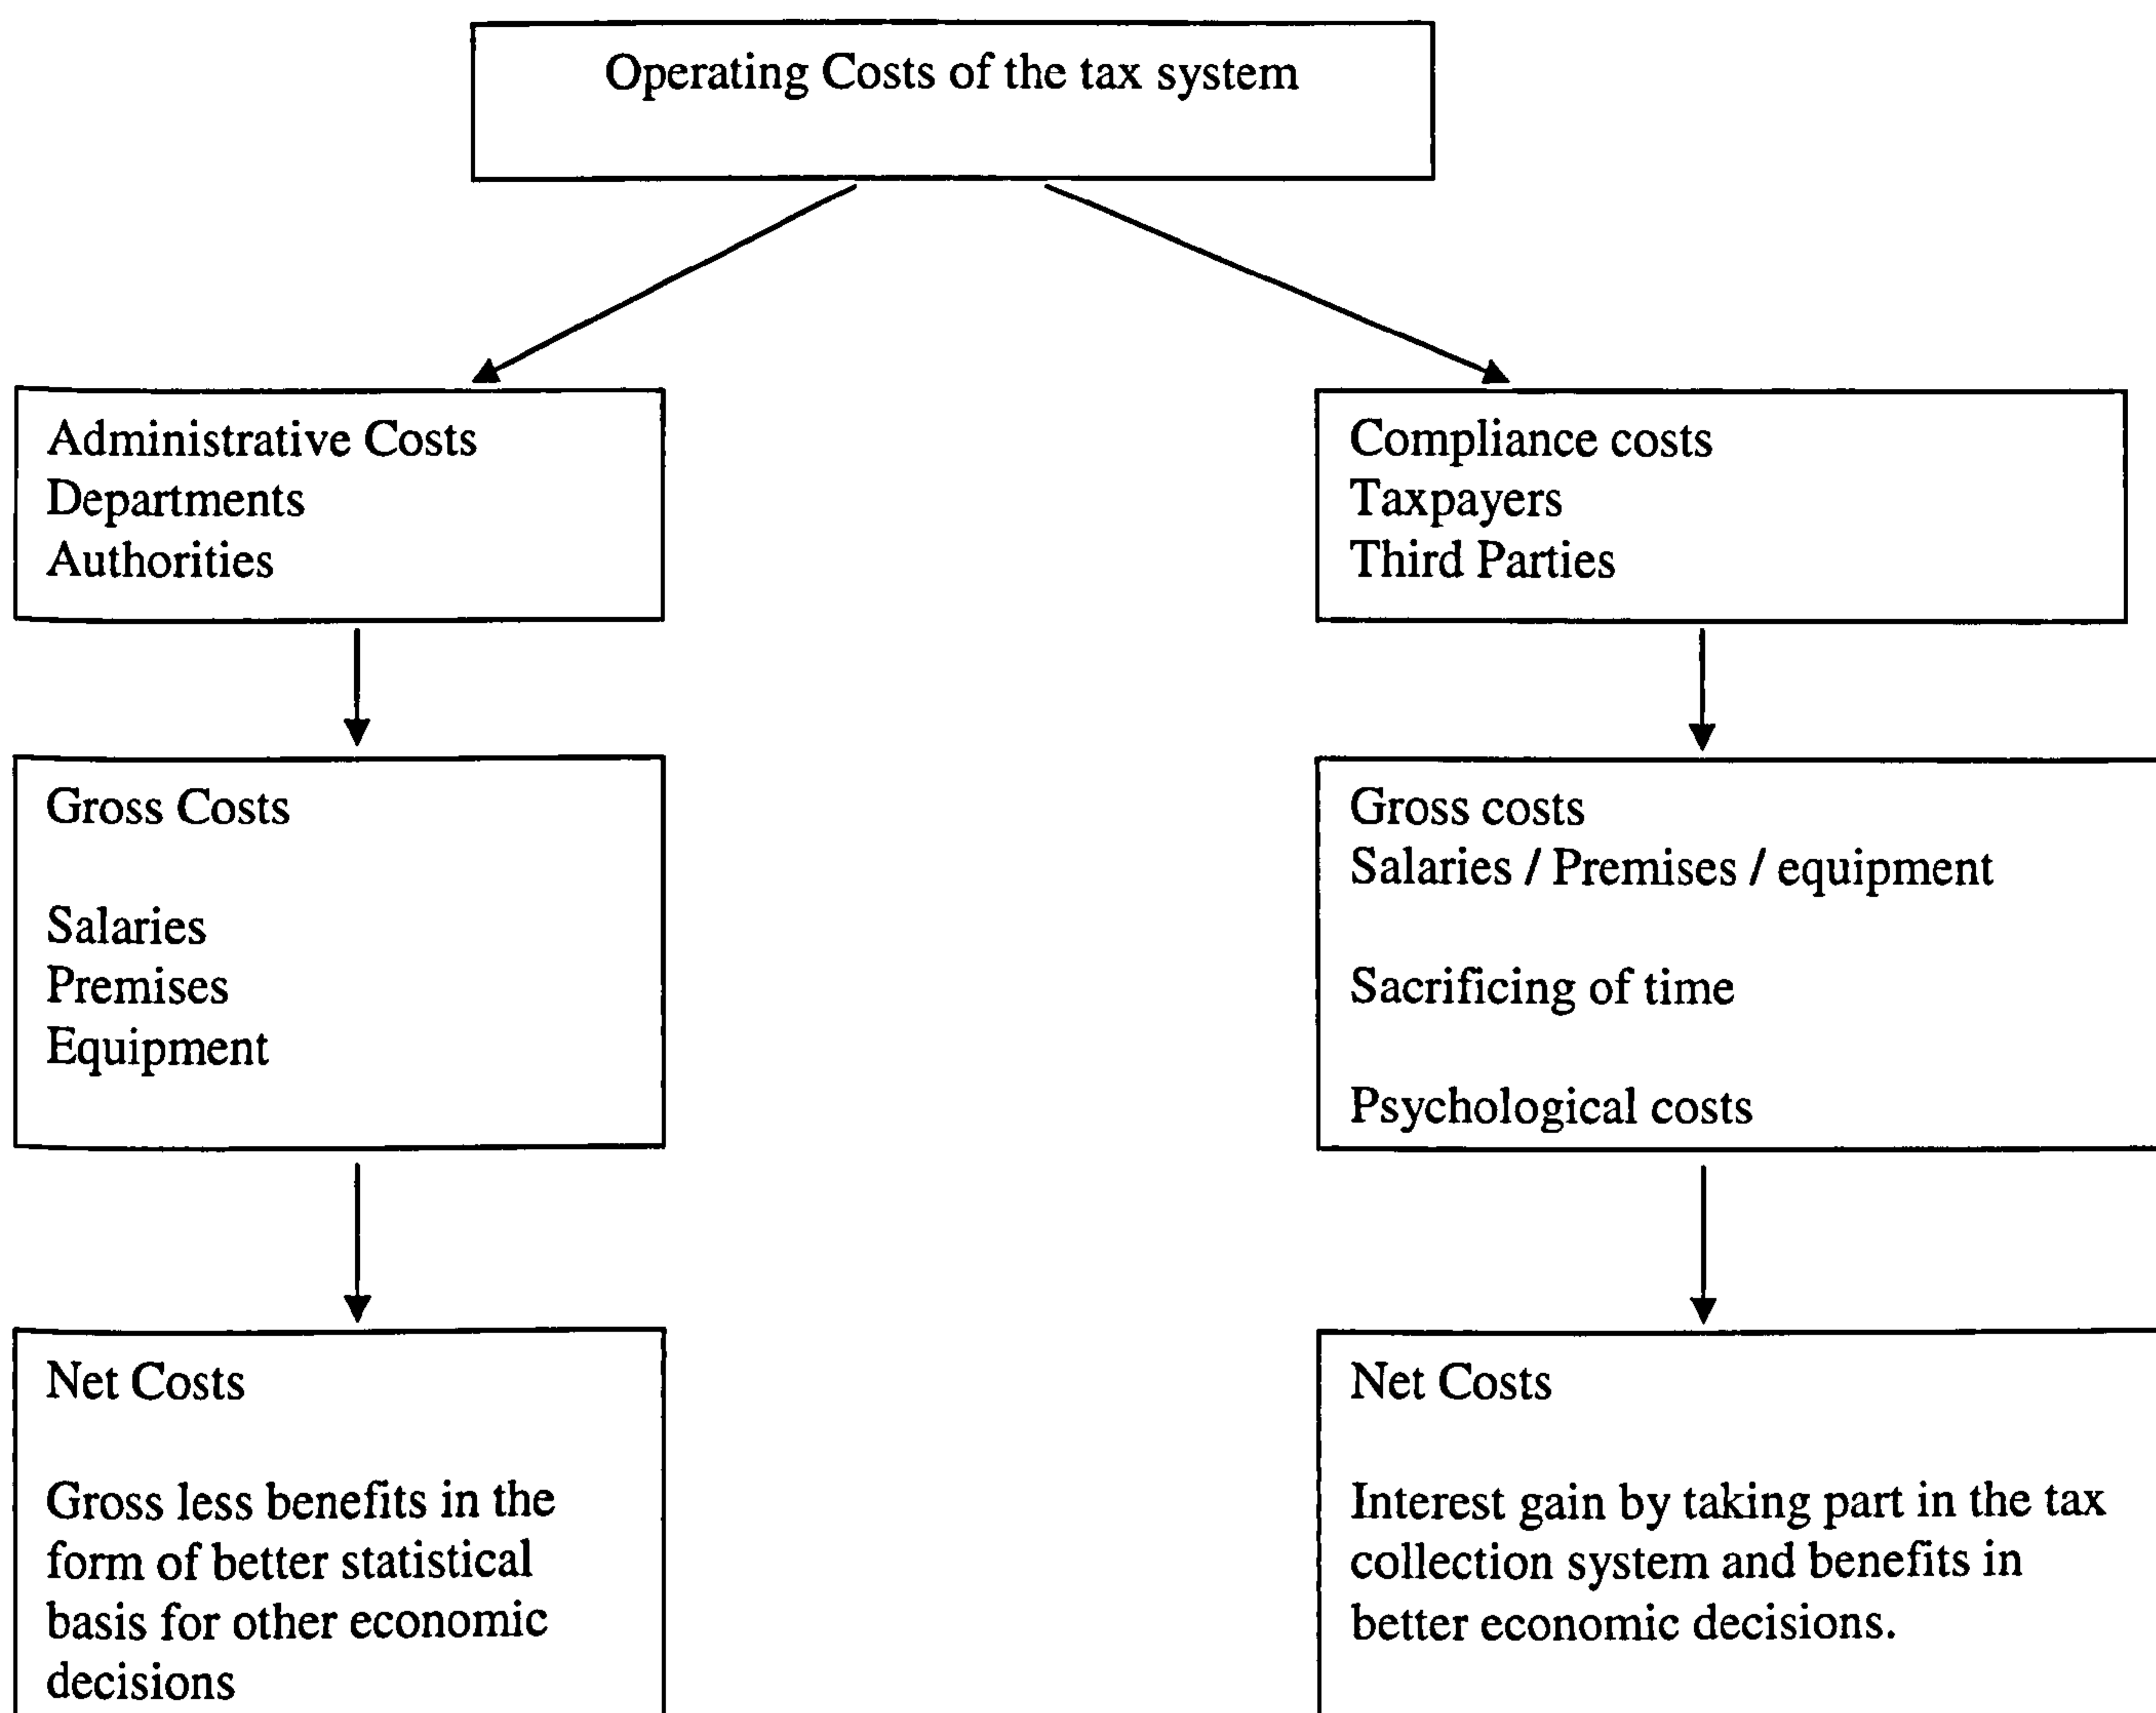 Operating Costs of the tax system
Administrative Costs
Departments
Authorities
Compliance costs
Taxpayers
Third Parties
Gross Costs
Salaries
Premises
Equipment
Gross costs
Salaries / Premises / equipment
Sacrificing of time
Psychological costs
Net Costs
Gross less benefits in the
form of better statistical
basis for other economic
decisions
Net Costs
Interest gain by taking part in the tax
collection system and benefits in
better economic decisions.